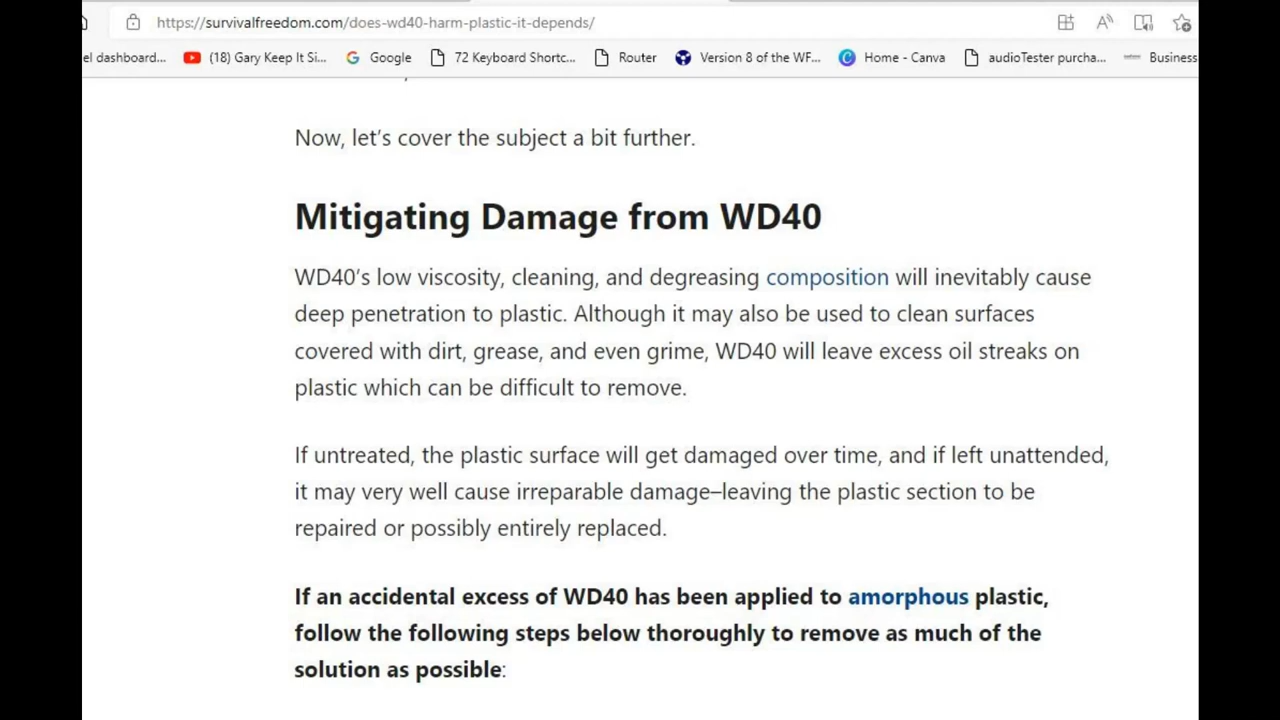 https://survivalfreedom.com/does-wd40-harm-plastic-it-depends/
el dashboard... (18) Gary Keep It Si... Google 72 Keyboard Shortc... Router Version 8 of the WF... Home - Canva audioTester purcha... Business
Now, let’s cover the subject a bit further.
Mitigating Damage from WD40
WD40’s low viscosity, cleaning, and degreasing composition will inevitably cause
deep penetration to plastic. Although it may also be used to clean surfaces
covered with dirt, grease, and even grime, WD40 will leave excess oil streaks on
plastic which can be difficult to remove.
If untreated, the plastic surface will get damaged over time, and if left unattended,
it may very well cause irreparable damage–leaving the plastic section to be
repaired or possibly entirely replaced.
If an accidental excess of WD40 has been applied to amorphous plastic,
follow the following steps below thoroughly to remove as much of the
solution as possible: